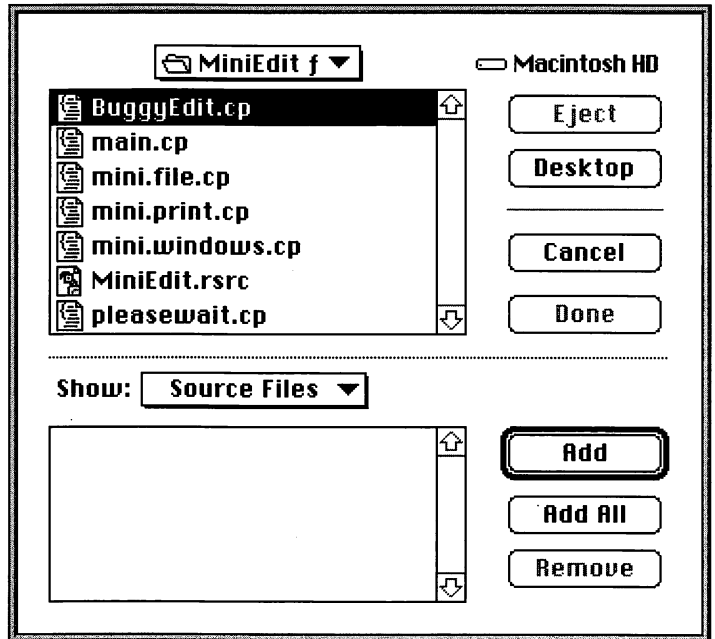 MiniEdit ƒ
Macintosh HD
BuggyEdit.cp
main.cp
mini.file.cp
mini.print.cp
mini.windows.cp
MiniEdit.rsrc
pleasewait.cp
Eject
Desktop
Cancel
Done
Show: Source Files
Add
Add All
Remove